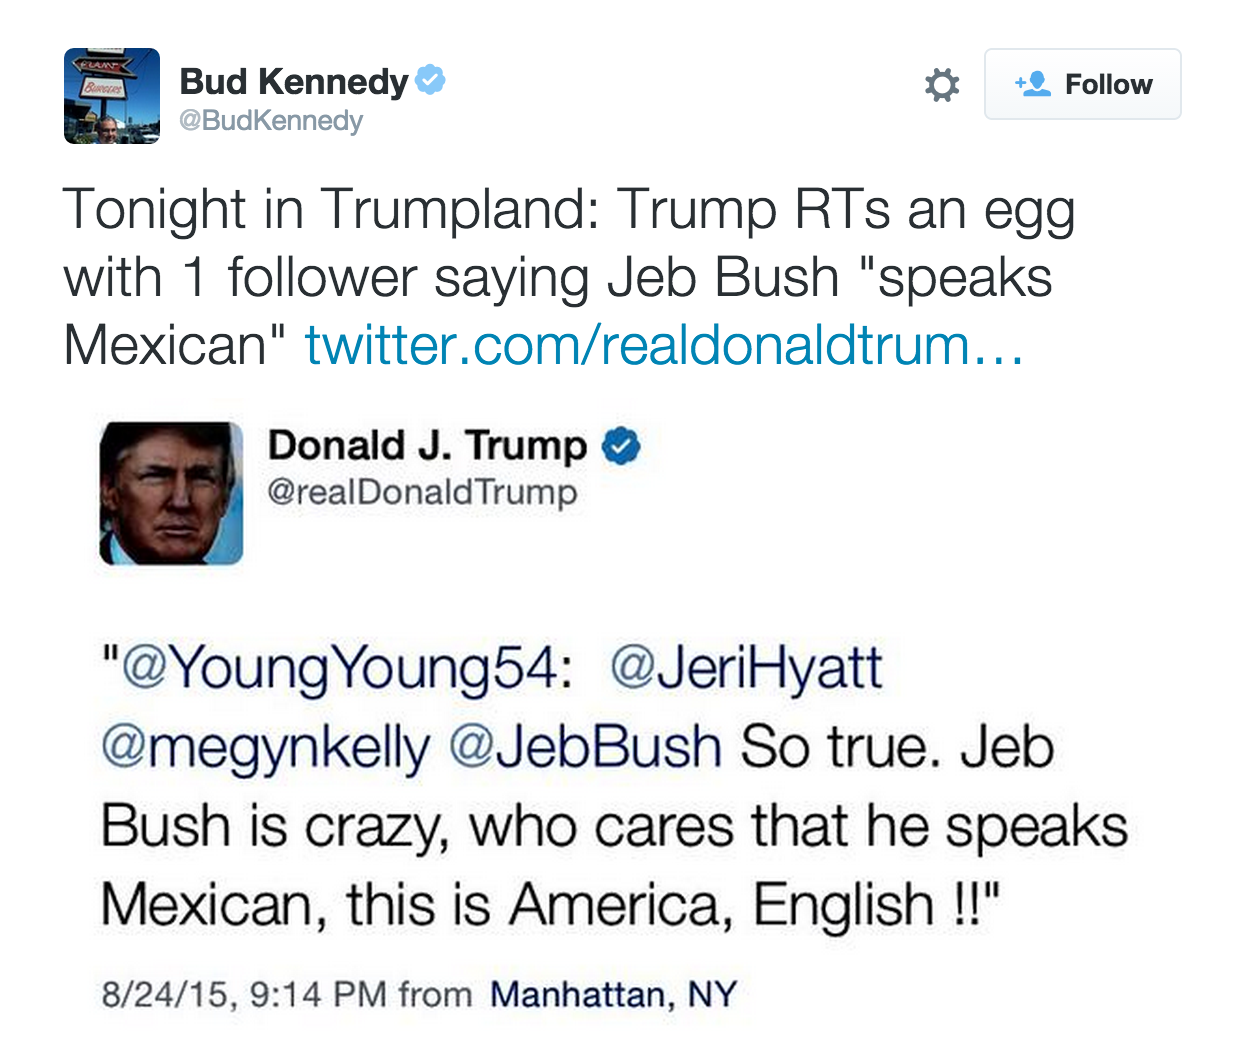 Bud Kennedy
@BudKennedy
Follow
BURGERS
Tonight in Trumpland: Trump RTs an egg
with 1 follower saying Jeb Bush "speaks
Mexican" twitter.com/realdonaldtrum…
Donald J. Trump
@realDonaldTrump
"@YoungYoung54: @JeriHyatt
@megynkelly @JebBush So true. Jeb
Bush is crazy, who cares that he speaks
Mexican, this is America, English !!"
8/24/15, 9:14 PM from Manhattan, NY